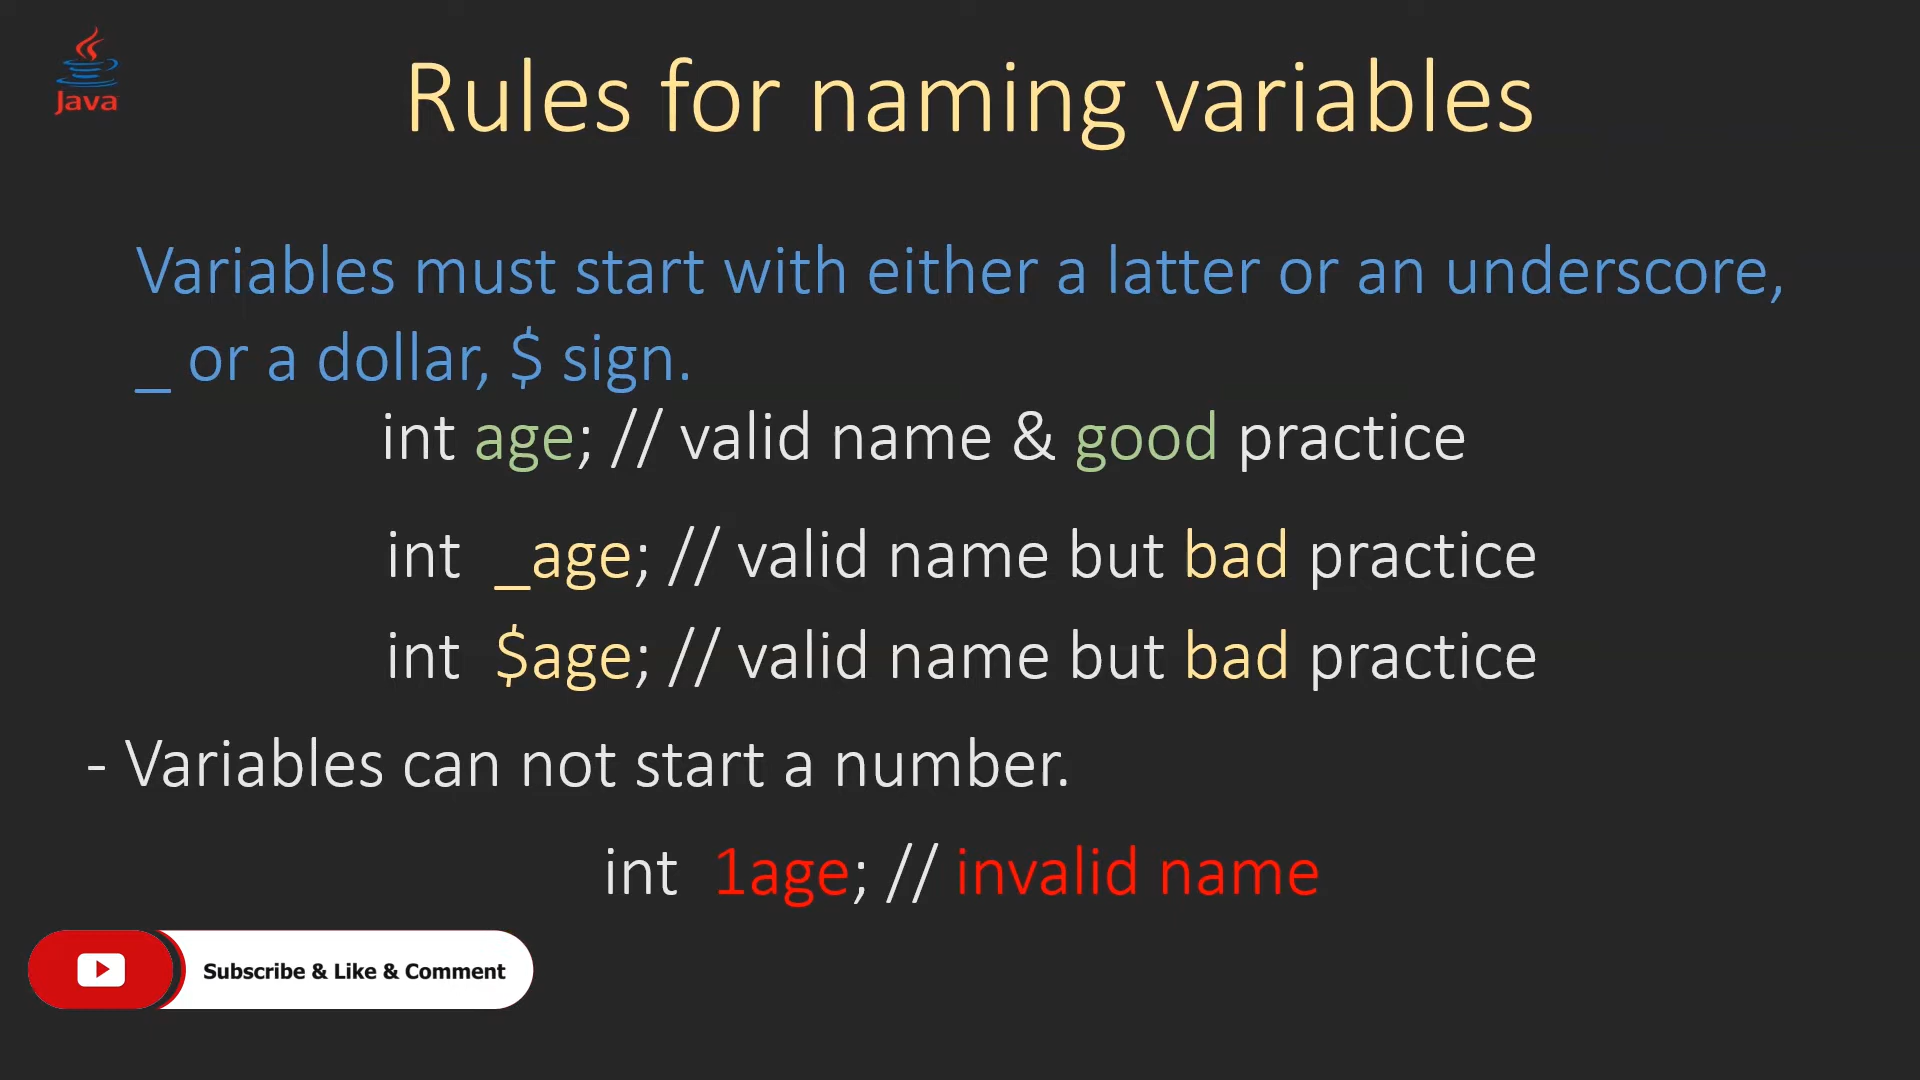 Java
Rules for naming variables
Variables must start with either a latter or an underscore,
_ or a dollar, $ sign.
int age; // valid name & good practice
int _age; // valid name but bad practice
int $age; // valid name but bad practice
- Variables can not start a number.
int 1age; // invalid name
Subscribe & Like & Comment